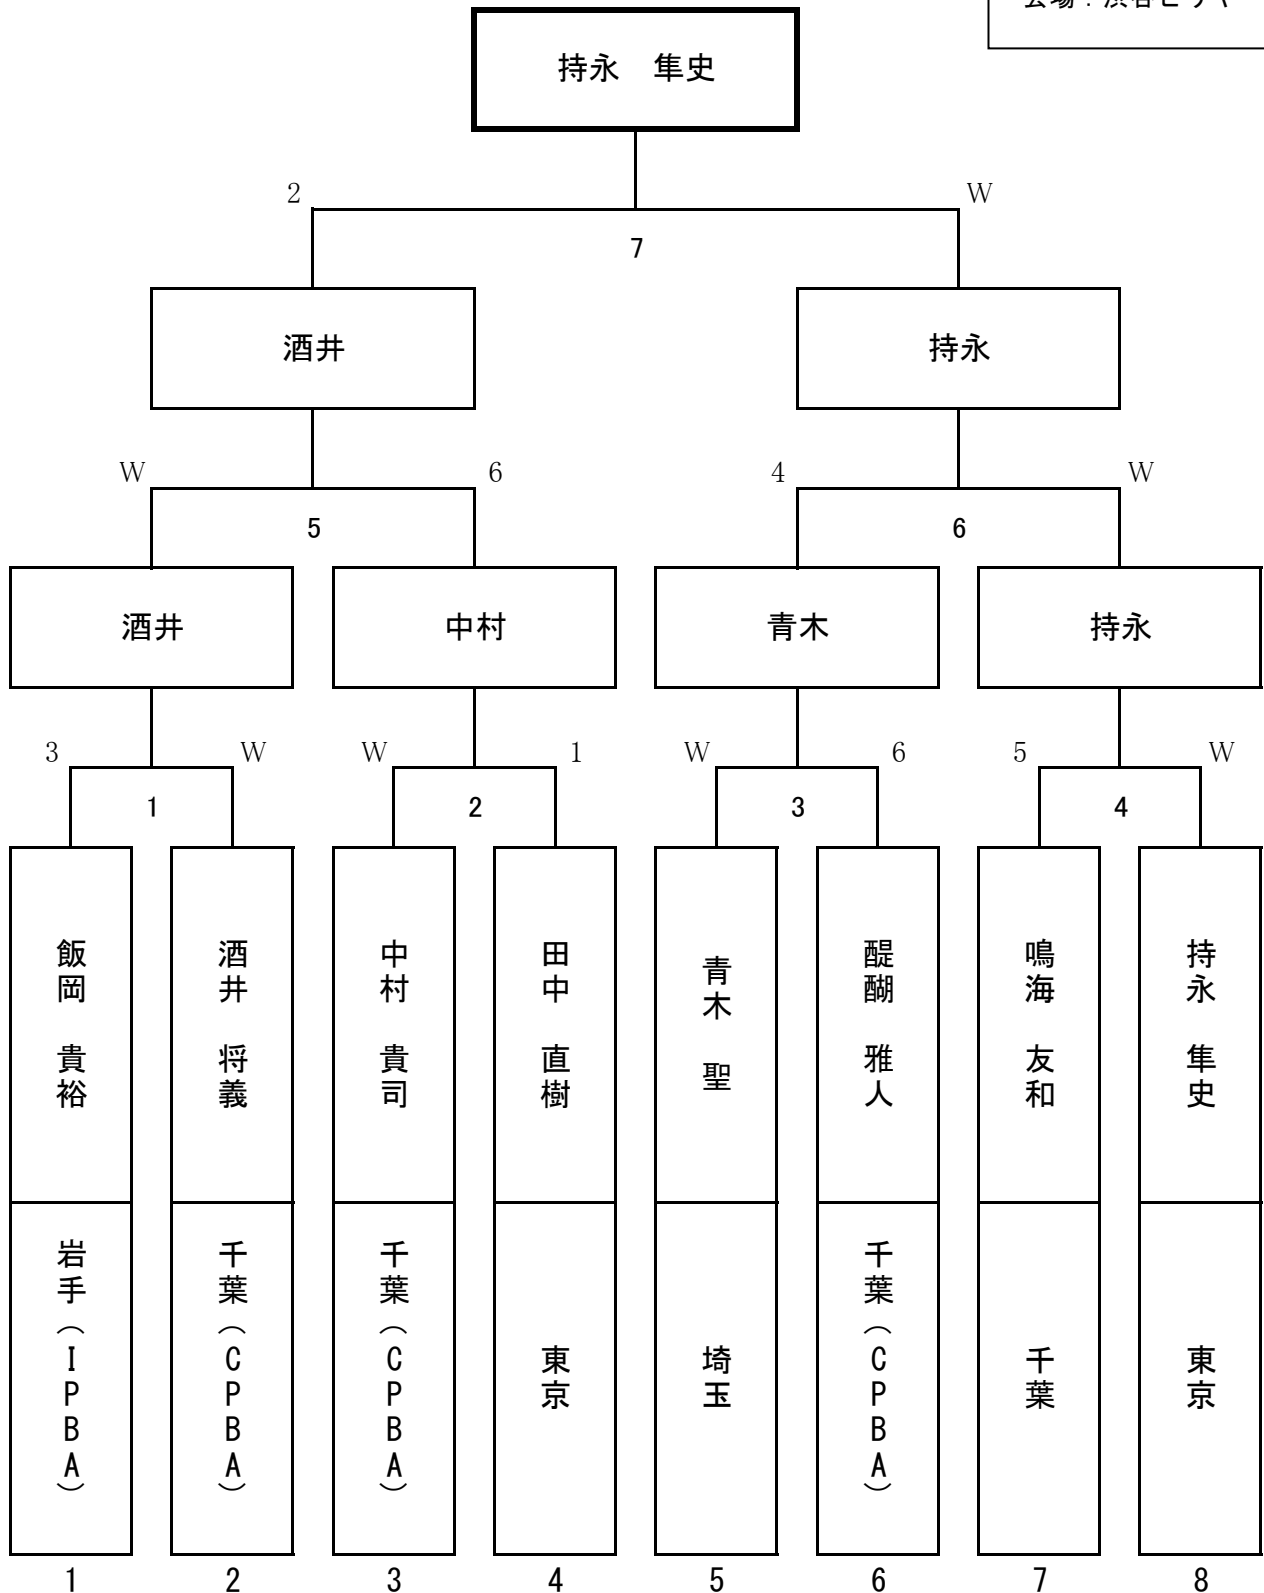 持永　隼史
2
W
7
酒井
持永
W
6
4
W
5
6
酒井
中村
青木
持永
3
W
W
1
W
6
5
W
1
2
3
4
飯岡　貴裕
酒井　将義
中村　貴司
田中　直樹
青木　聖
醍醐　雅人
鳴海　友和
持永　隼史
岩手（IPBA）
千葉（CPBA）
千葉（CPBA）
東京
埼玉
千葉（CPBA）
千葉
東京
1
2
3
4
5
6
7
8